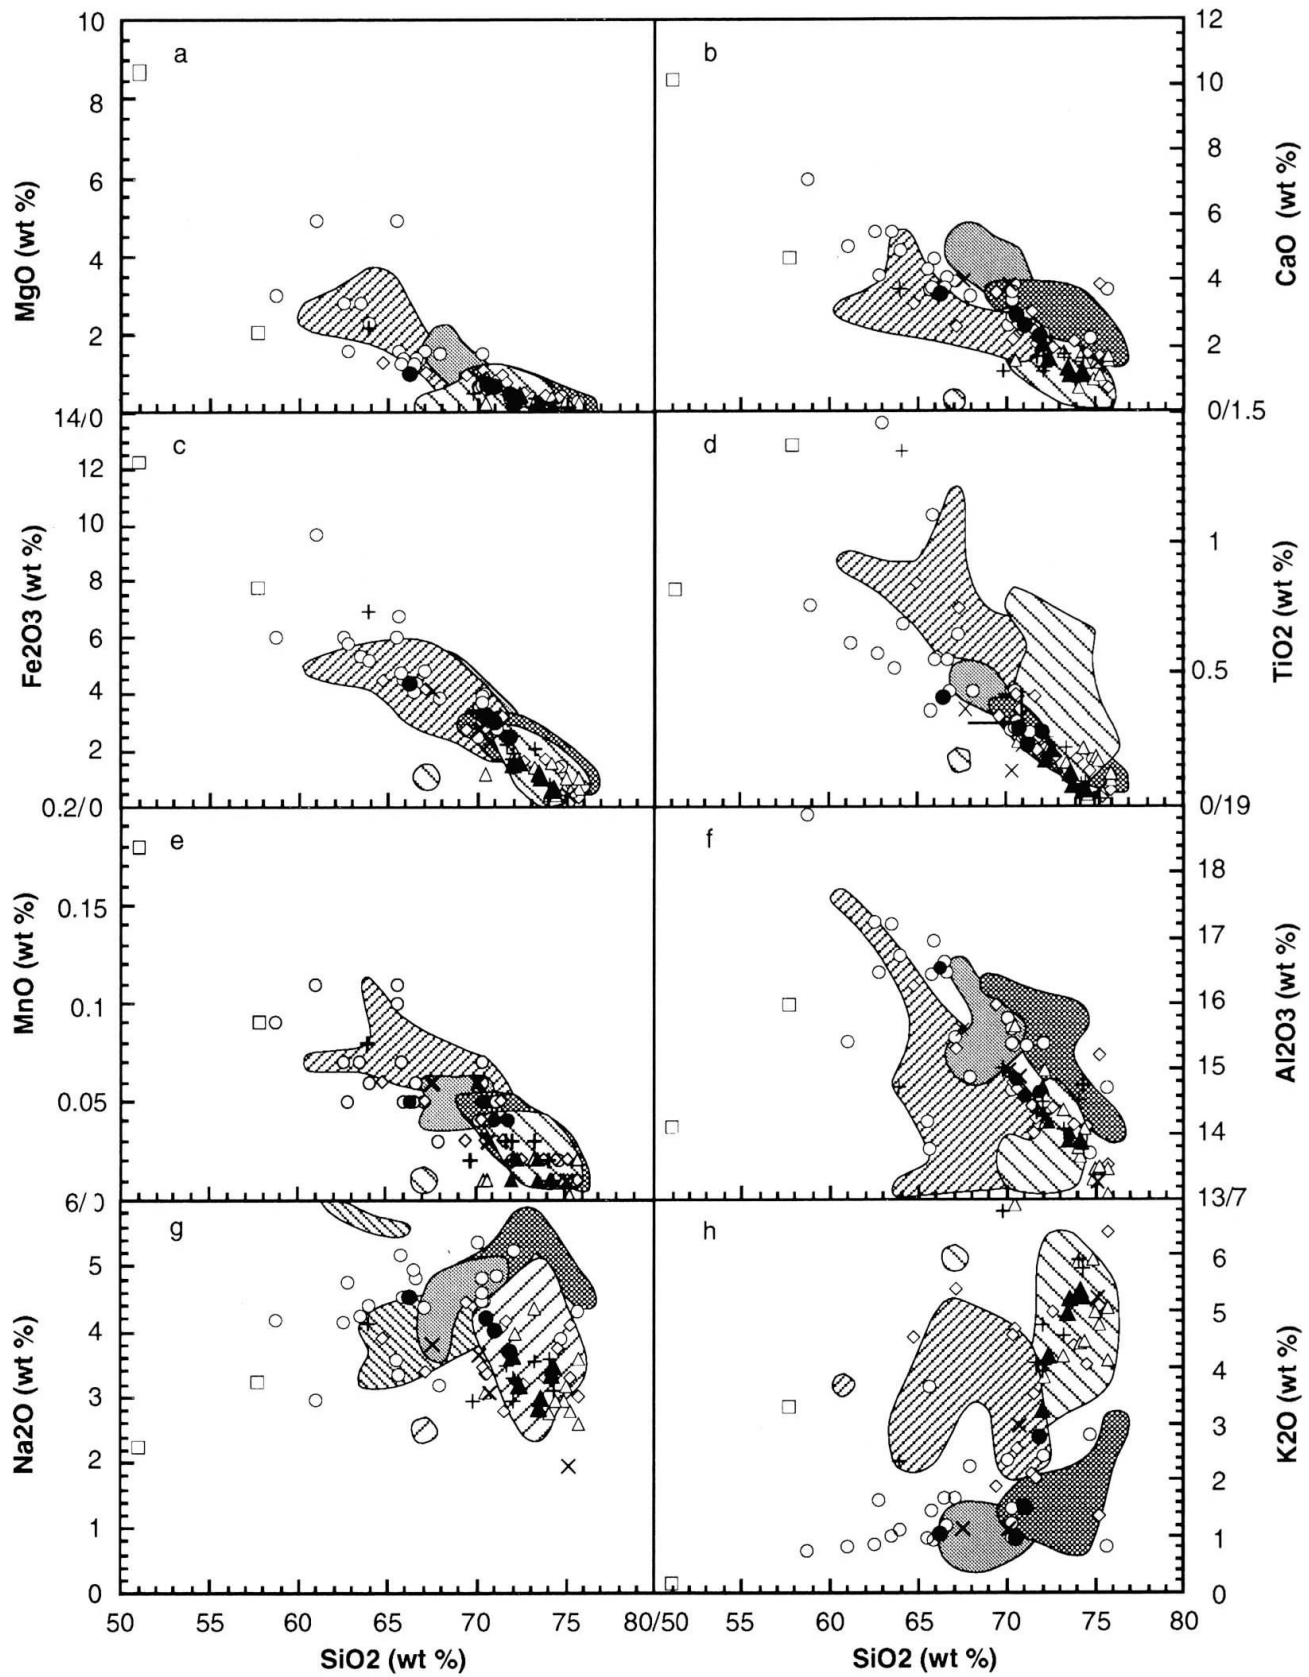 10
8
6
4
2
14/0
MgO (wt %)
a
b
12
10
8
6
4
2
0/1.5
CaO (wt %)
12
10
8
6
4
2
0.2/0
Fe2O3 (wt %)
c
d
1
0.5
0/19
TiO2 (wt %)
0.15
0.1
0.05
6/0
MnO (wt %)
e
f
18
17
16
15
14
13/7
Al2O3 (wt %)
5
4
3
2
1
0
Na2O (wt %)
g
h
6
5
4
3
2
1
0
K2O (wt %)
50 55 60 65 70 75 80/50 55 60 65 70 75 80
SiO2 (wt %) SiO2 (wt %)